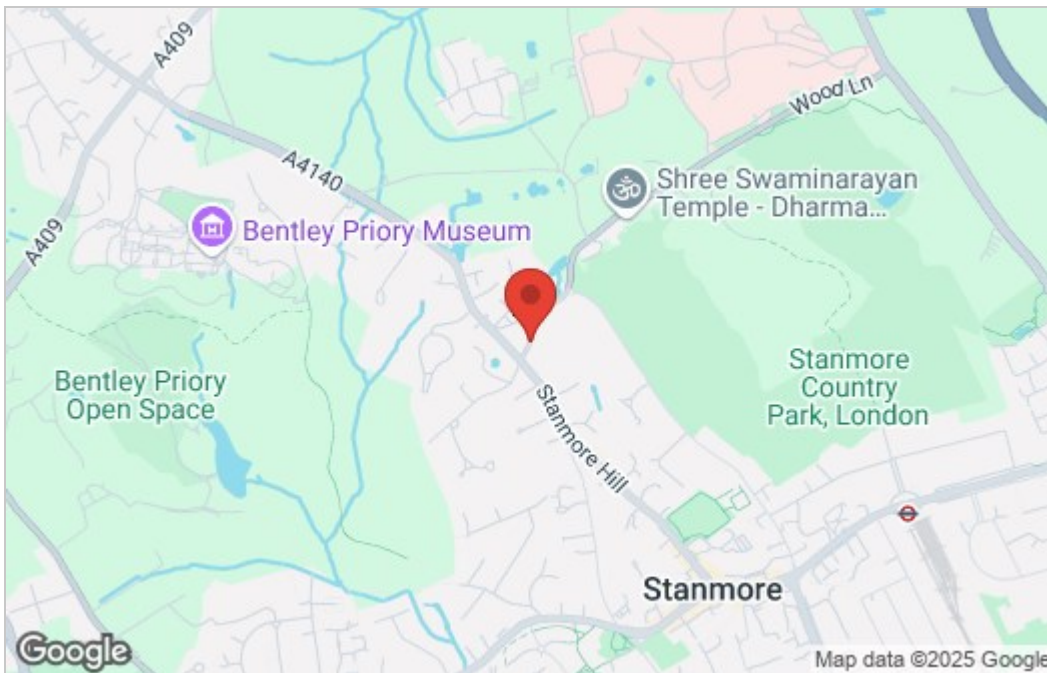 A409
A4140
Wood Ln
Shree Swaminarayan
Temple - Dharma...
Bentley Priory Museum
A409
Bentley Priory
Open Space
Stanmore
Country
Park, London
Stanmore Hill
Stanmore
Google
Map data ©2025 Google